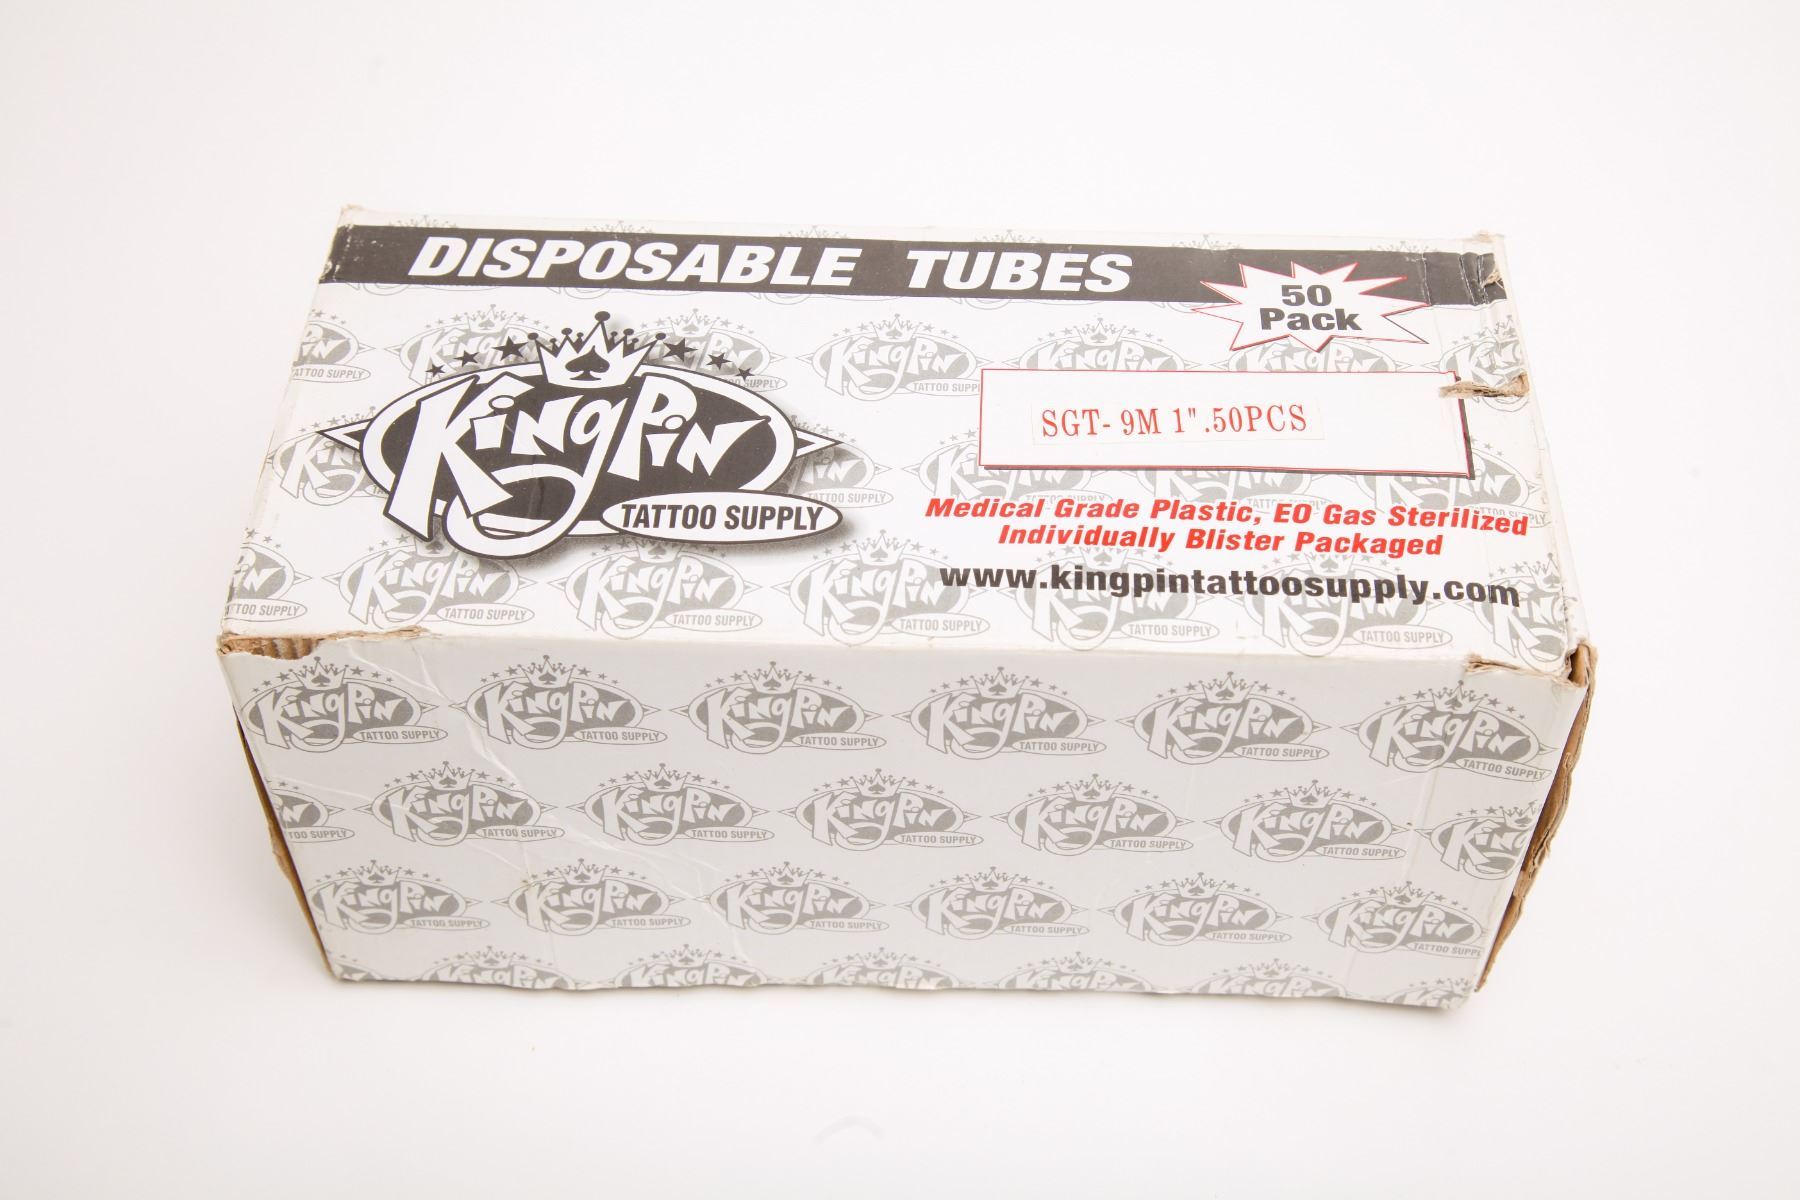 DISPOSABLE TUBES
50
Pack
KingPin
TATTOO SUPPLY
SGT- 9M 1" .50PCS
Medical Grade Plastic, EO Gas Sterilized
Individually Blister Packaged
www.kingpintattoosupply.com